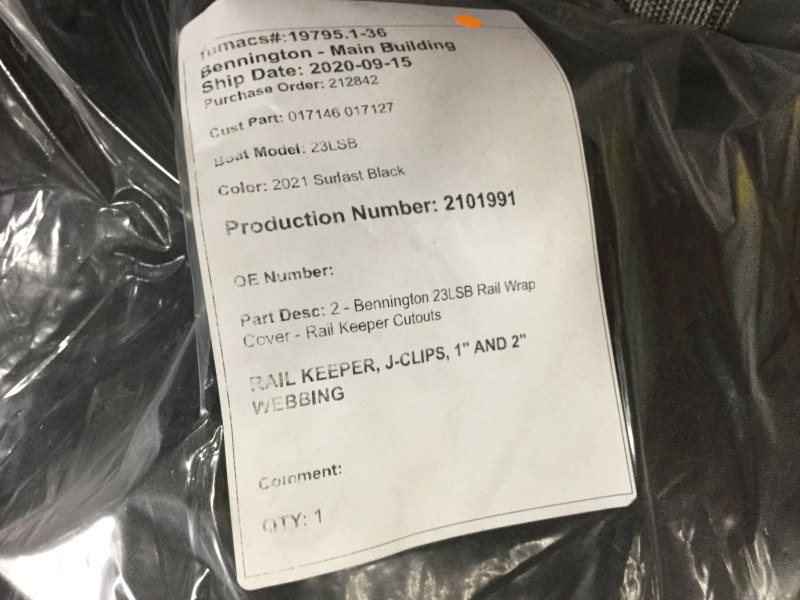 fumacs#:19795.1-36
Bennington - Main Building
Ship Date: 2020-09-15
Purchase Order: 212842
Cust Part: 017146 017127
Boat Model: 23LSB
Color: 2021 Surlast Black
Production Number: 2101991
OE Number:
Part Desc: 2 - Bennington 23LSB Rail Wrap
Cover - Rail Keeper Cutouts
RAIL KEEPER, J-CLIPS, 1" AND 2"
WEBBING
Comment:
QTY: 1